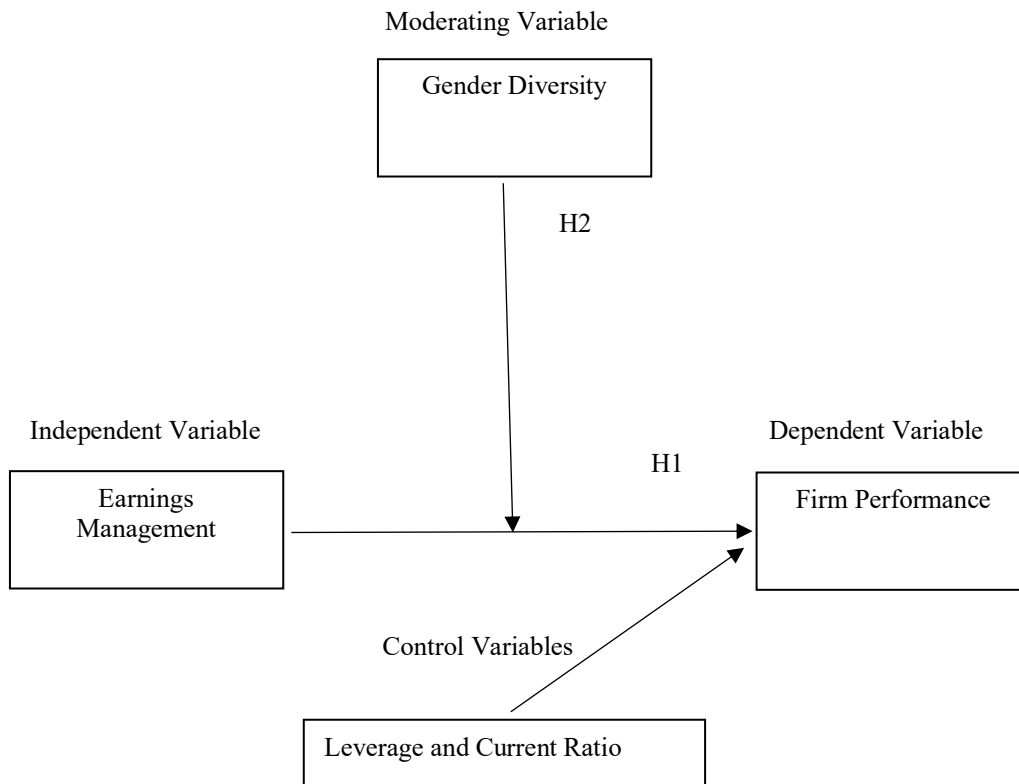 Moderating Variable
Gender Diversity
H2
Independent Variable
Dependent Variable
H1
Earnings
Management
Firm Performance
Control Variables
Leverage and Current Ratio